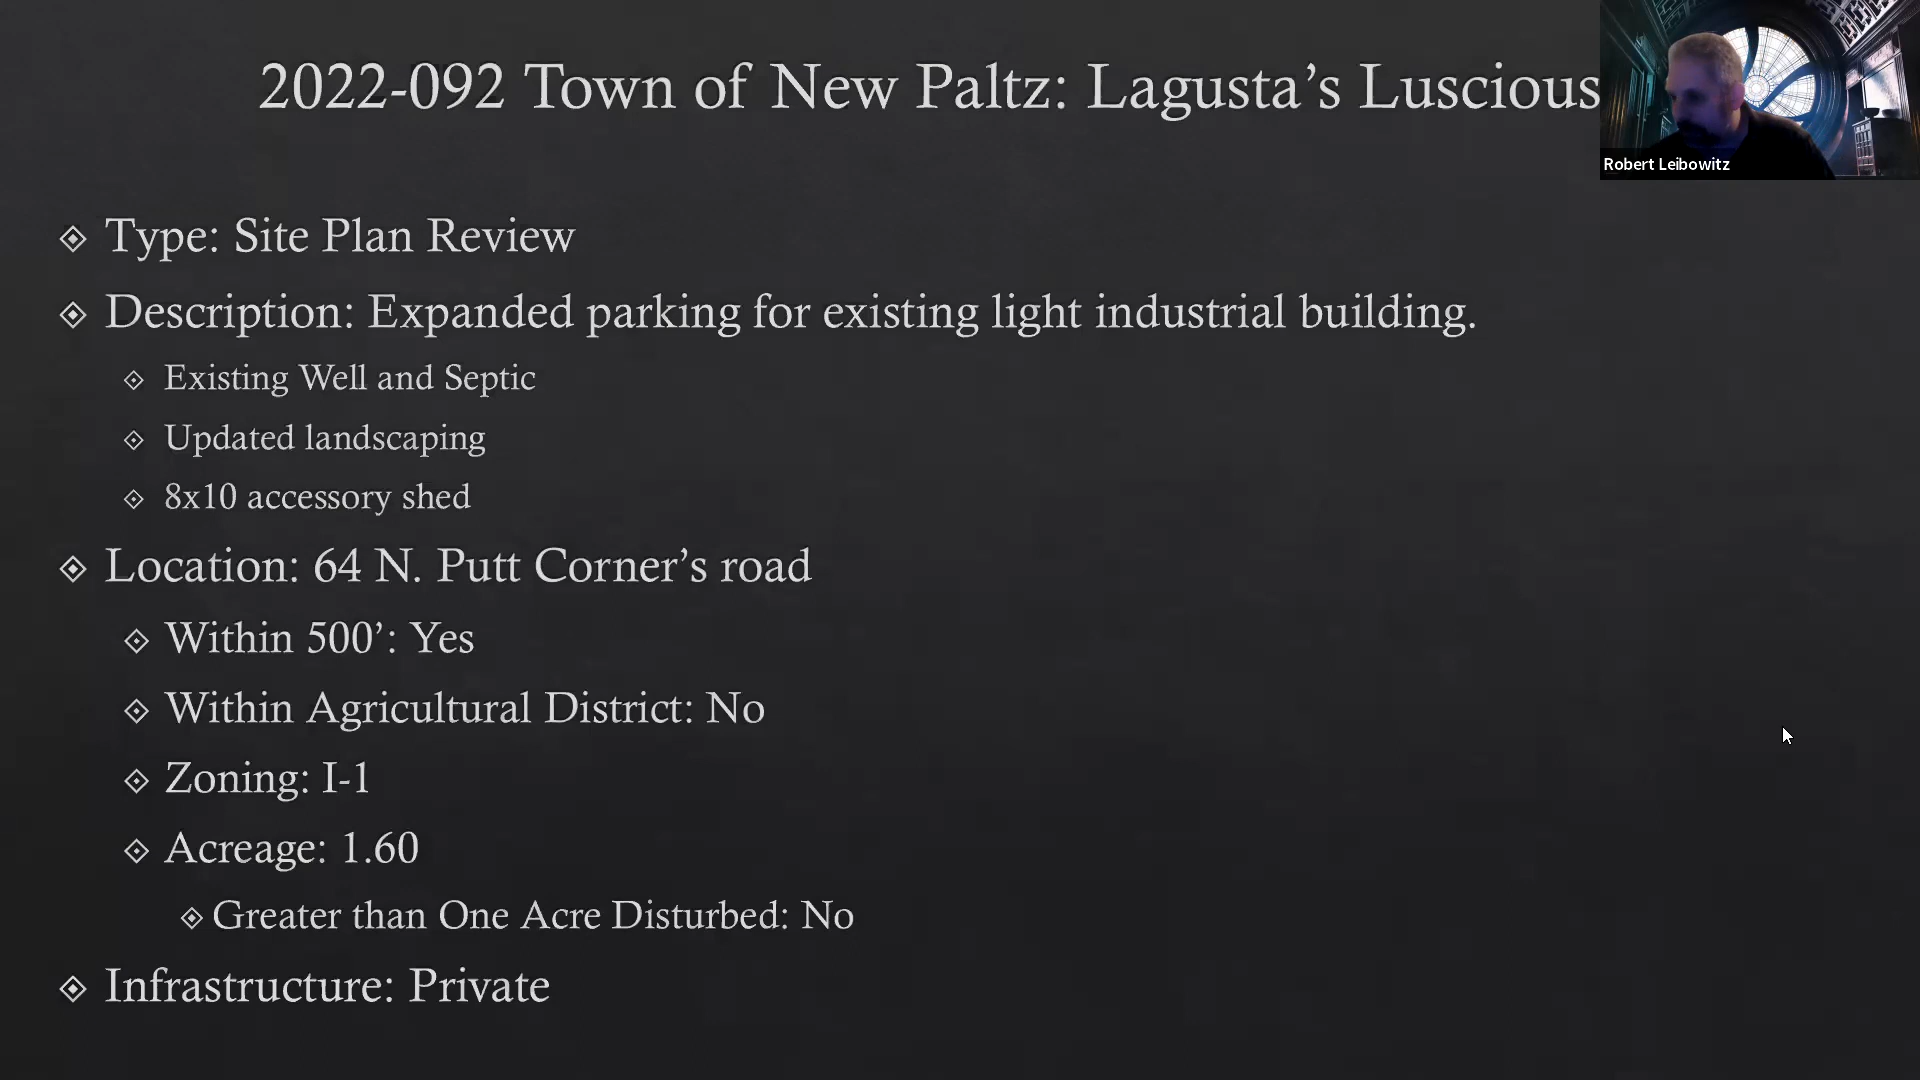 2022-092 Town of New Paltz: Lagusta’s Luscious
Robert Leibowitz
Type: Site Plan Review
Description: Expanded parking for existing light industrial building.
Existing Well and Septic
Updated landscaping
8x10 accessory shed
Location: 64 N. Putt Corner’s road
Within 500’: Yes
Within Agricultural District: No
Zoning: I-1
Acreage: 1.60
Greater than One Acre Disturbed: No
Infrastructure: Private